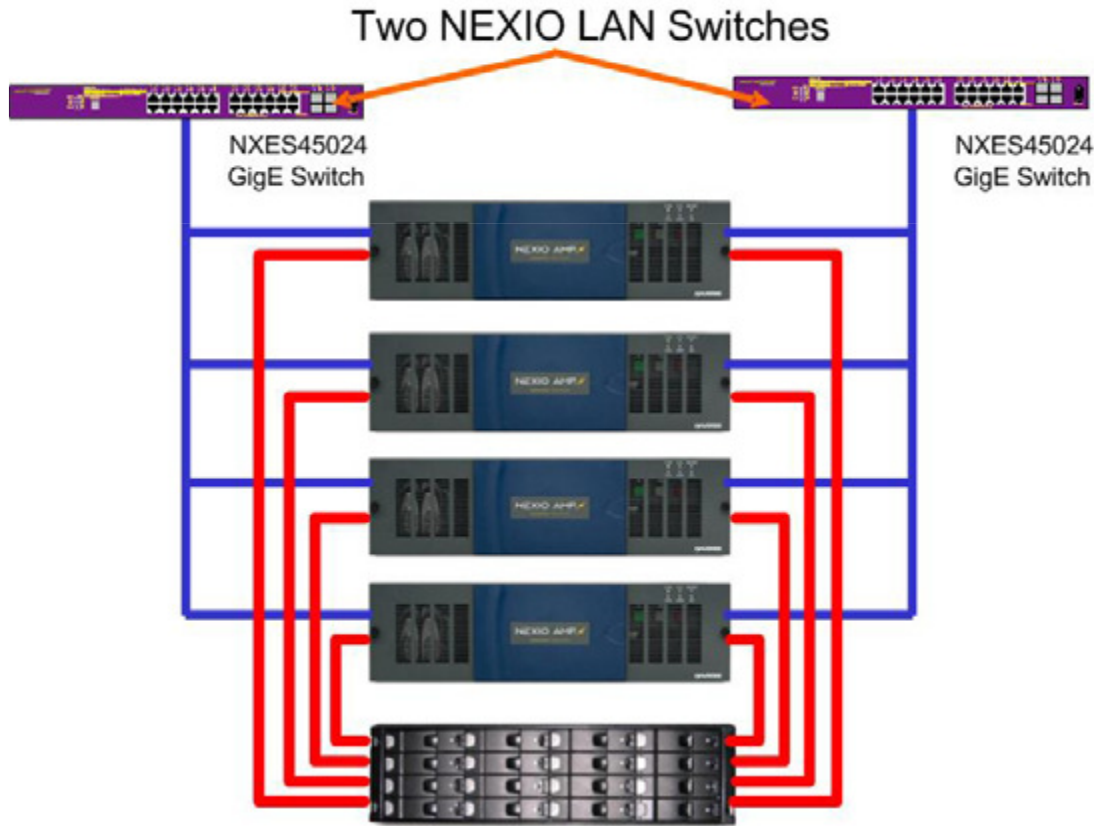 Two NEXIO LAN Switches
NXES45024
GigE Switch
NXES45024
GigE Switch
NEXIO AMP
NEXIO AMP
NEXIO AMP
NEXIO AMP